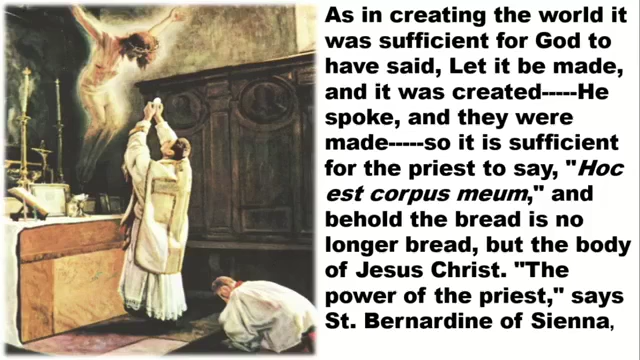 As in creating the world it
was sufficient for God to
have said, Let it be made,
and it was created-----He
spoke, and they were
made-----so it is sufficient
for the priest to say, "Hoc
est corpus meum," and
behold the bread is no
longer bread, but the body
of Jesus Christ. "The
power of the priest," says
St. Bernardine of Sienna,